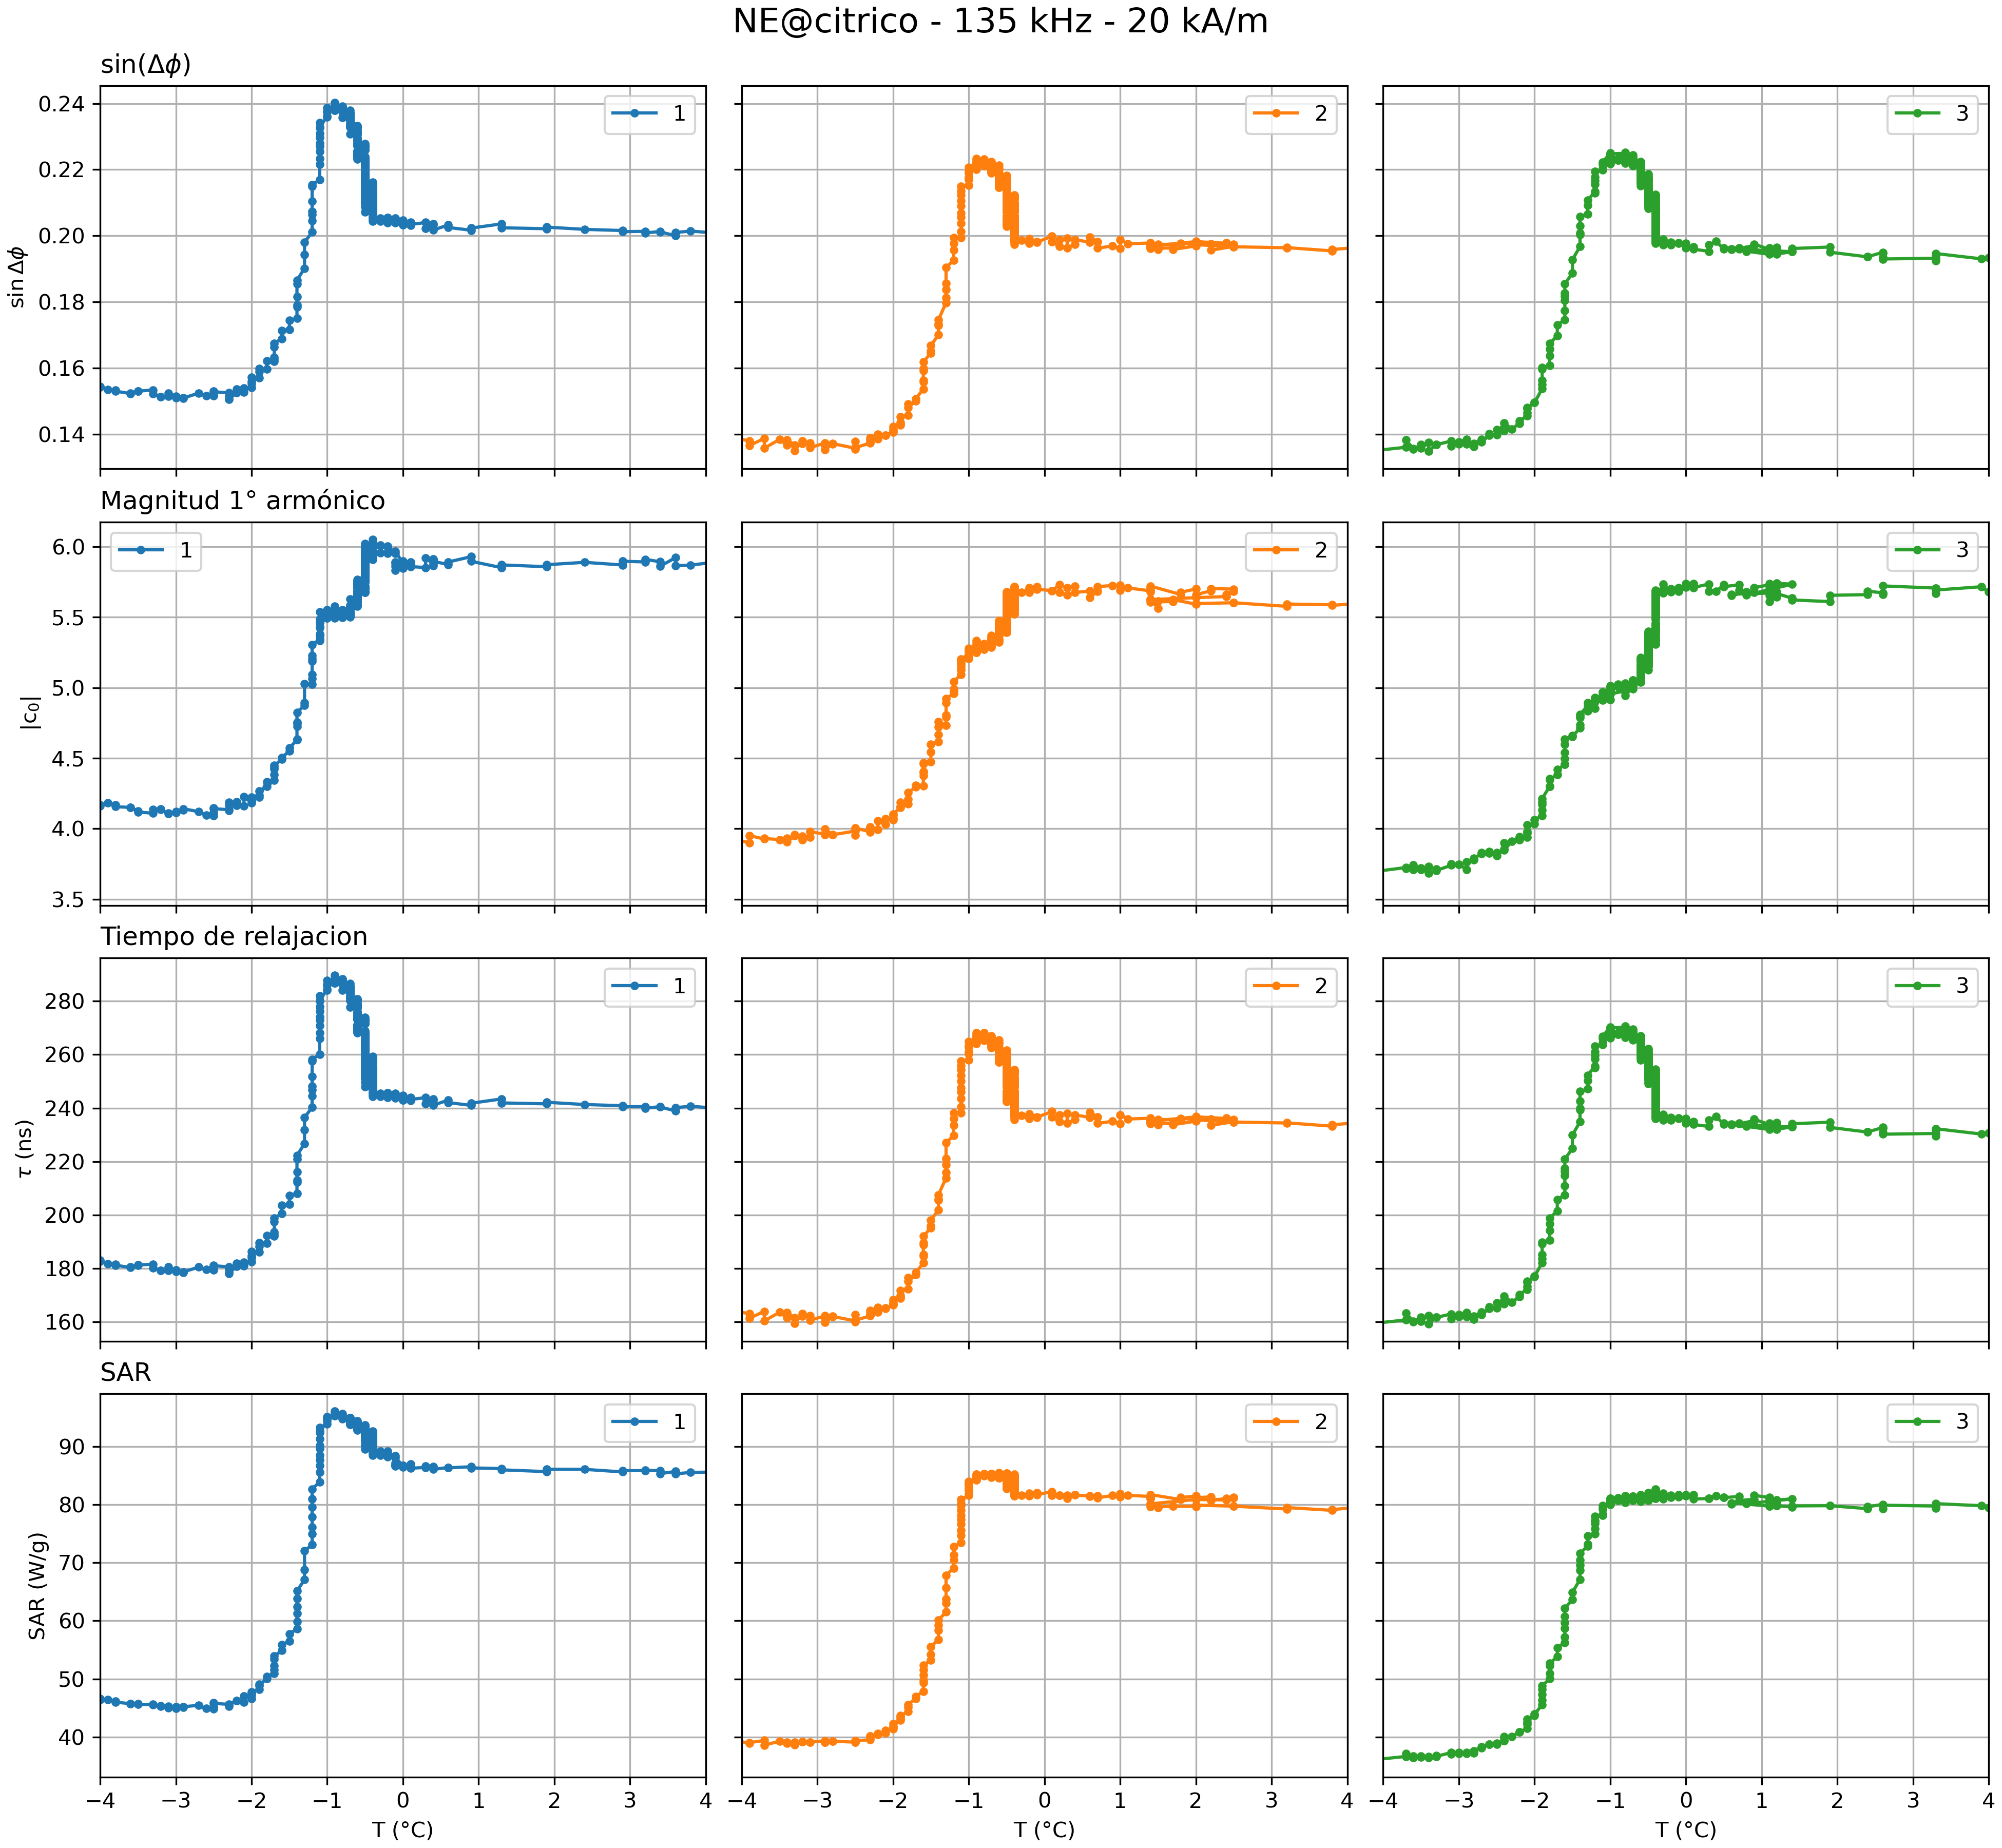 NE@citrico - 135 kHz - 20 kA/m
sin(Δϕ)
0.24
0.22
0.20
0.18
0.16
0.14
sin Δϕ
1
2
3
Magnitud 1° armónico
6.0
5.5
5.0
4.5
4.0
3.5
|c₀|
1
2
3
Tiempo de relajacion
280
260
240
220
200
180
160
τ (ns)
1
2
3
SAR
90
80
70
60
50
40
SAR (W/g)
1
2
3
−4 −3 −2 −1 0 1 2 3 4
−4 −3 −2 −1 0 1 2 3 4
−4 −3 −2 −1 0 1 2 3 4
T (°C)
T (°C)
T (°C)